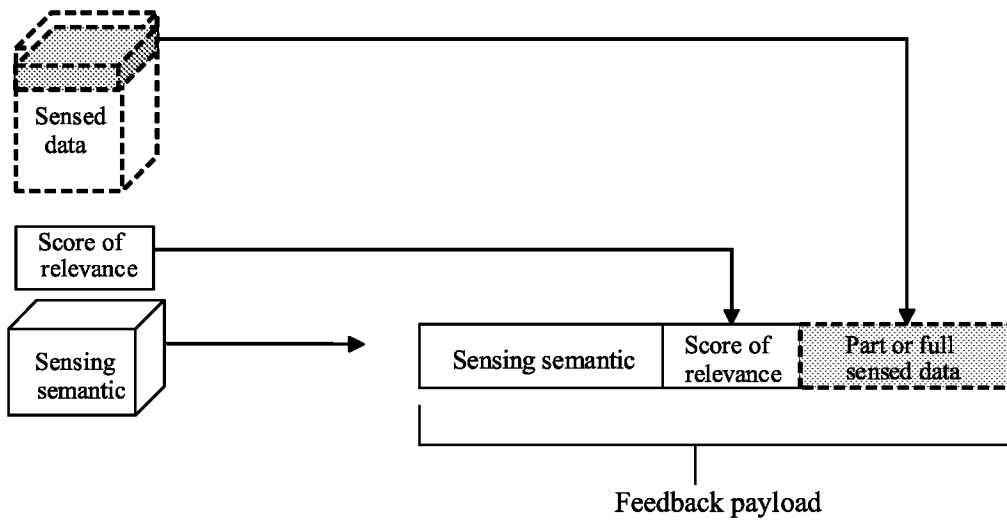 Sensed
data
Score of
relevance
Sensing
semantic
Sensing semantic
Score of
relevance
Part or full
sensed data
Feedback payload